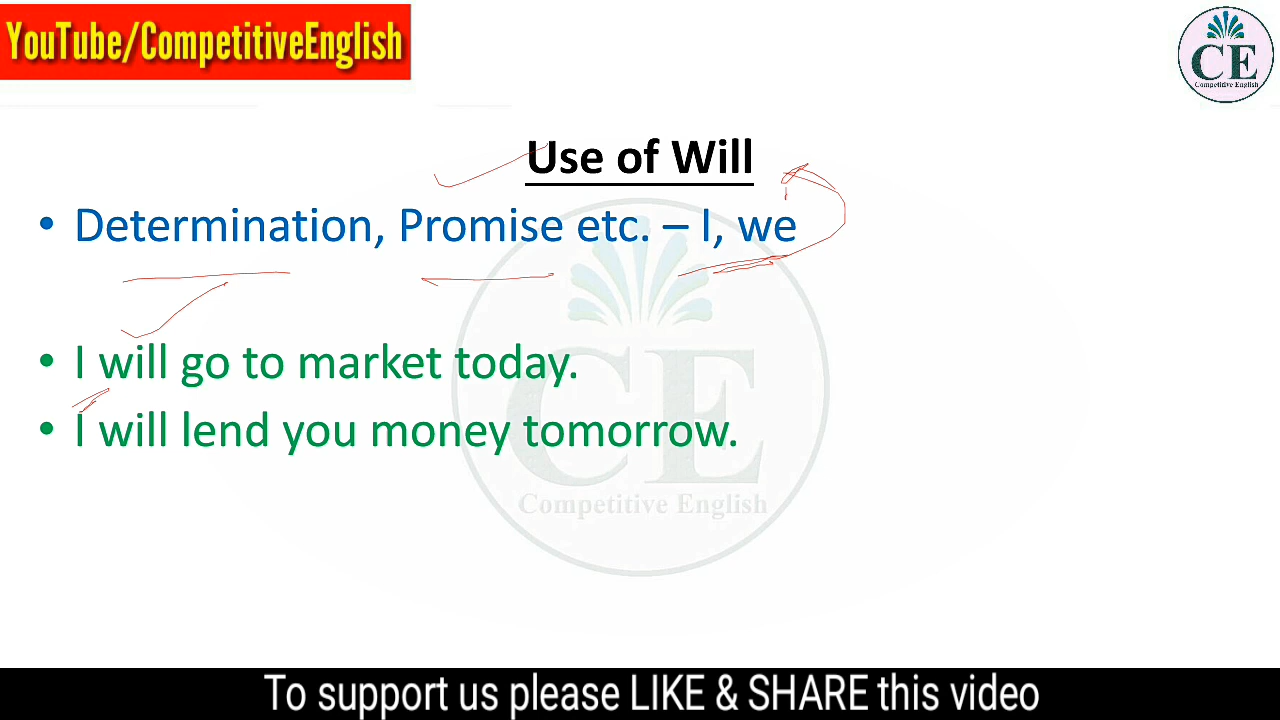 YouTube/CompetitiveEnglish
CE
Competitive English
Use of Will
• Determination, Promise etc. – I, we
• I will go to market today.
• I will lend you money tomorrow.
CE
Competitive English
To support us please LIKE & SHARE this video